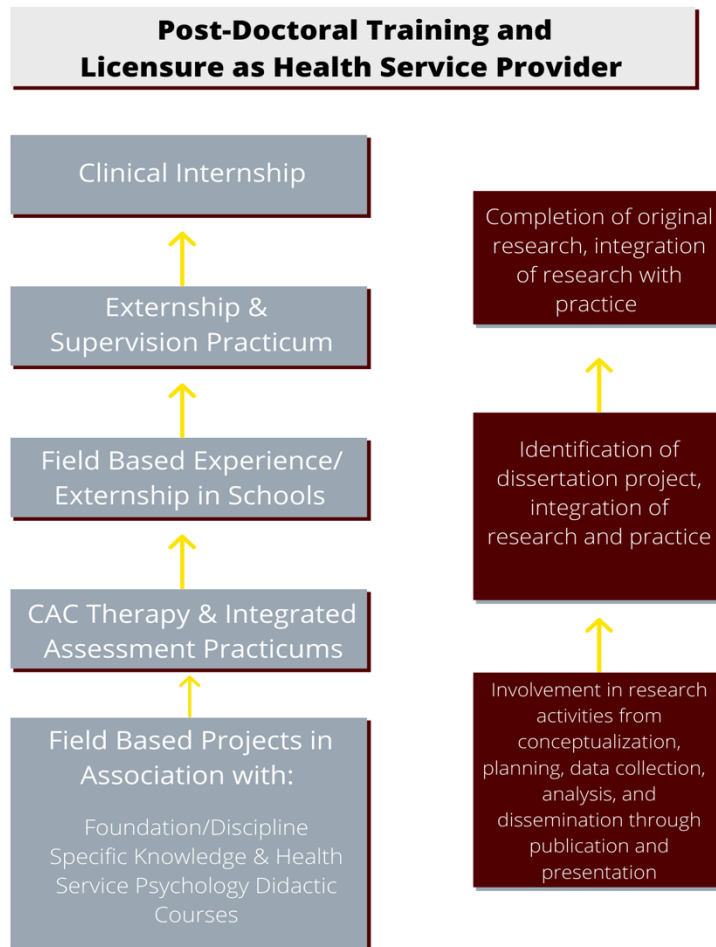 Post-Doctoral Training and
Licensure as Health Service Provider
Clinical Internship
Externship &
Supervision Practicum
Field Based Experience/
Externship in Schools
CAC Therapy & Integrated
Assessment Practicums
Field Based Projects in
Association with:
Foundation/Discipline
Specific Knowledge & Health
Service Psychology Didactic
Courses
Completion of original
research, integration
of research with
practice
Identification of
dissertation project,
integration of
research and practice
Involvement in research
activities from
conceptualization,
planning, data collection,
analysis, and
dissemination through
publication and
presentation